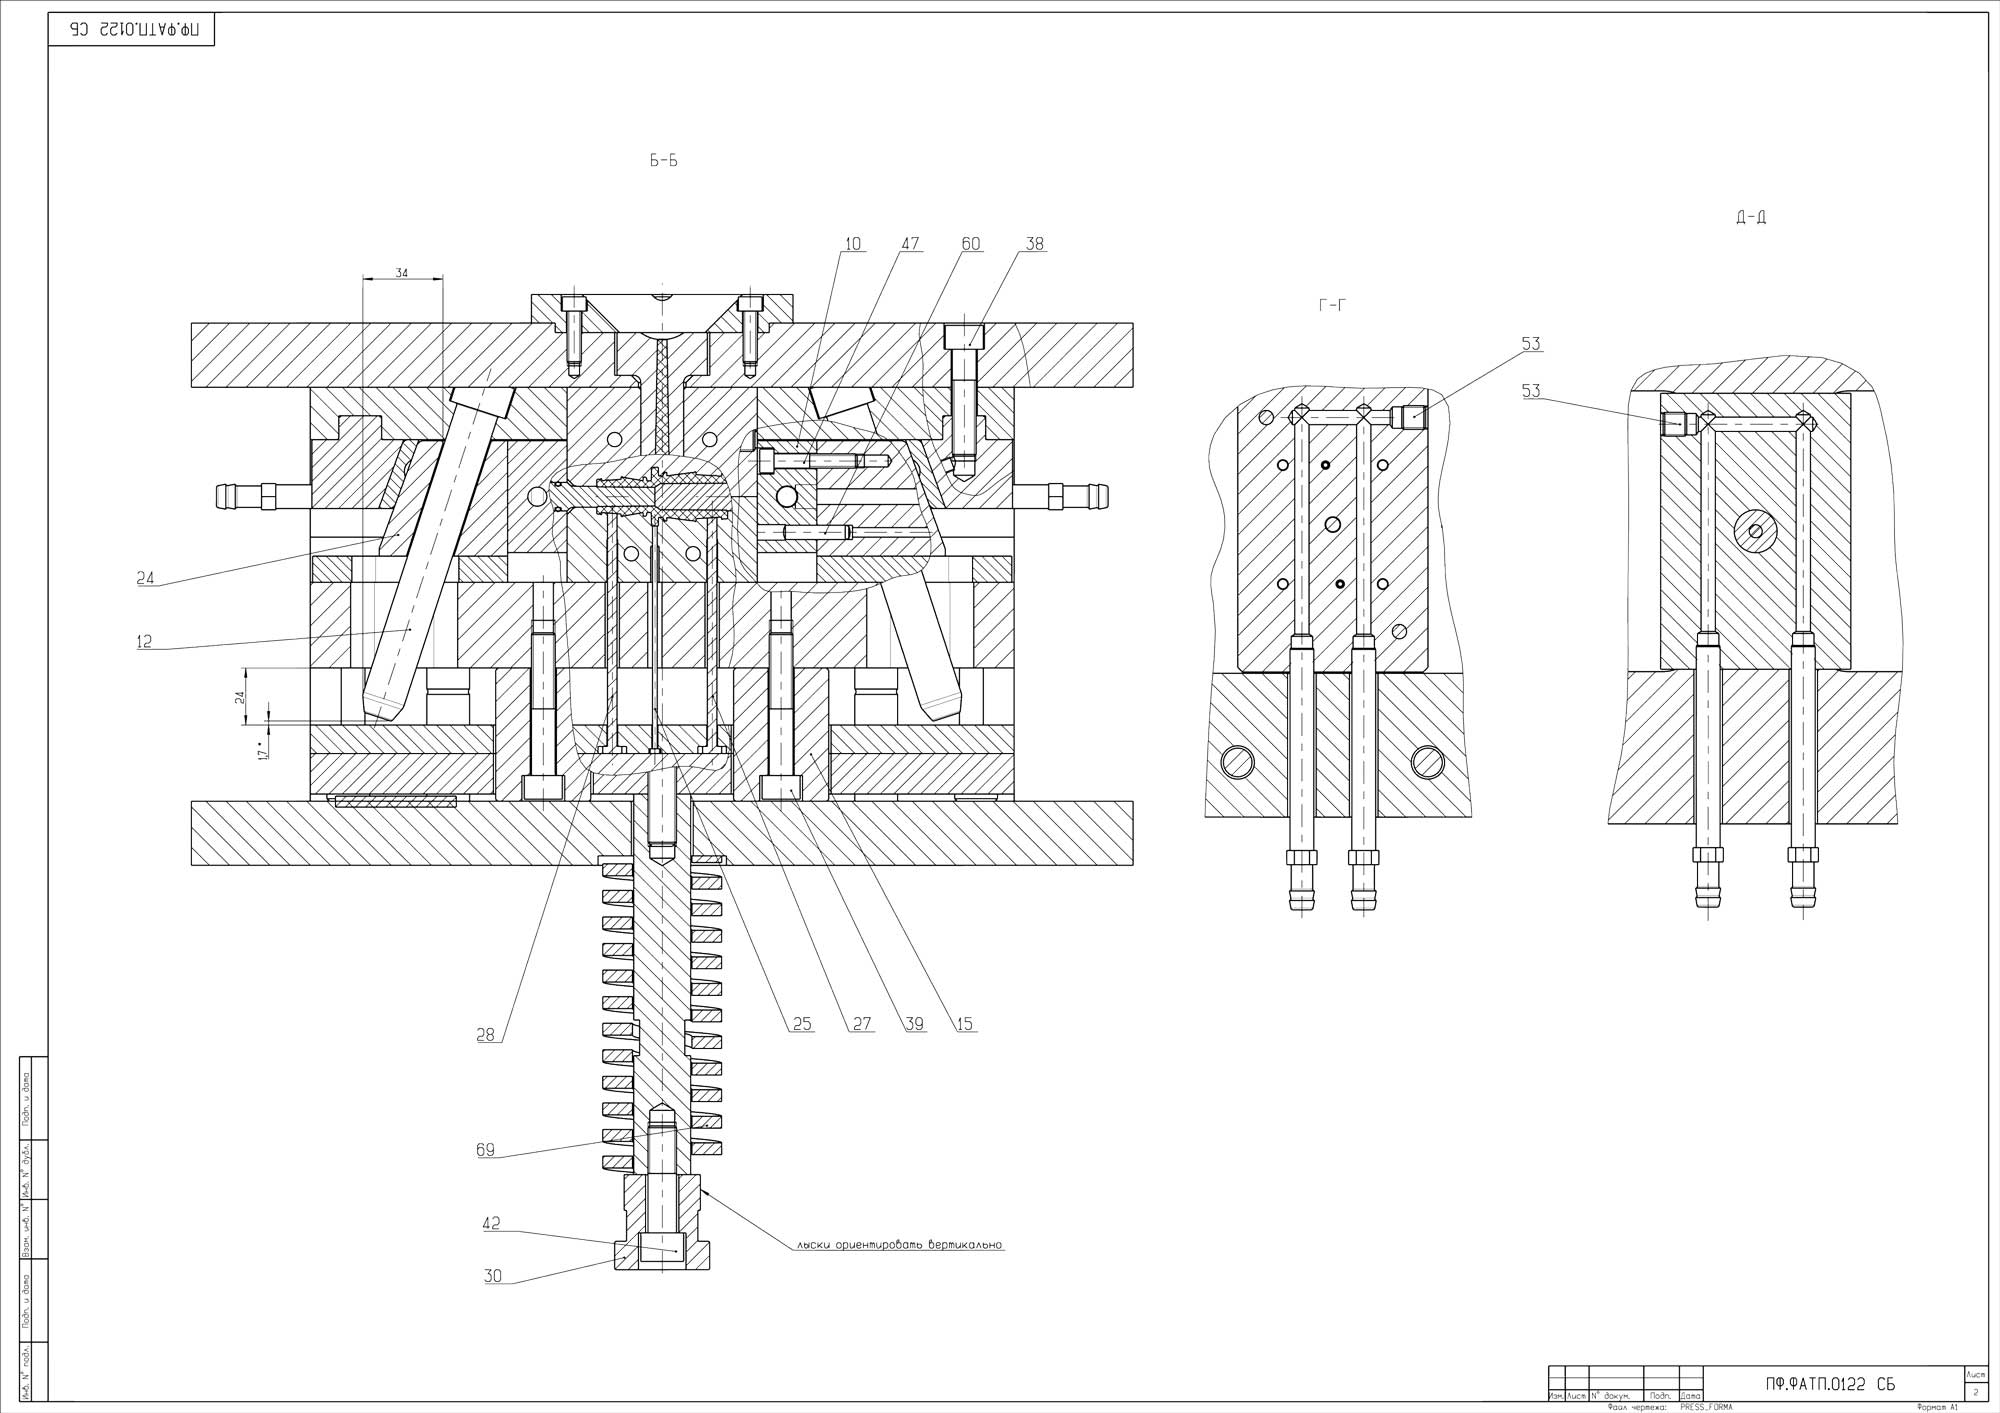 ПФ.ФАТП.0122 СБ
Б-Б
Д-Д
Г-Г
10
47
60
38
34
53
53
24
12
24
1,7*
28
25
27
39
15
69
42
30
лыски ориентировать вертикально
Подп. и дата
Инв. N° дубл.
Взам. инв. N°
Подп. и дата
Инв. N° подл.
Изм. Лист N° докум. Подп. Дата
ПФ.ФАТП.0122 СБ
Лист
2
Файл чертежа: PRESS_FORMA
Формат А1